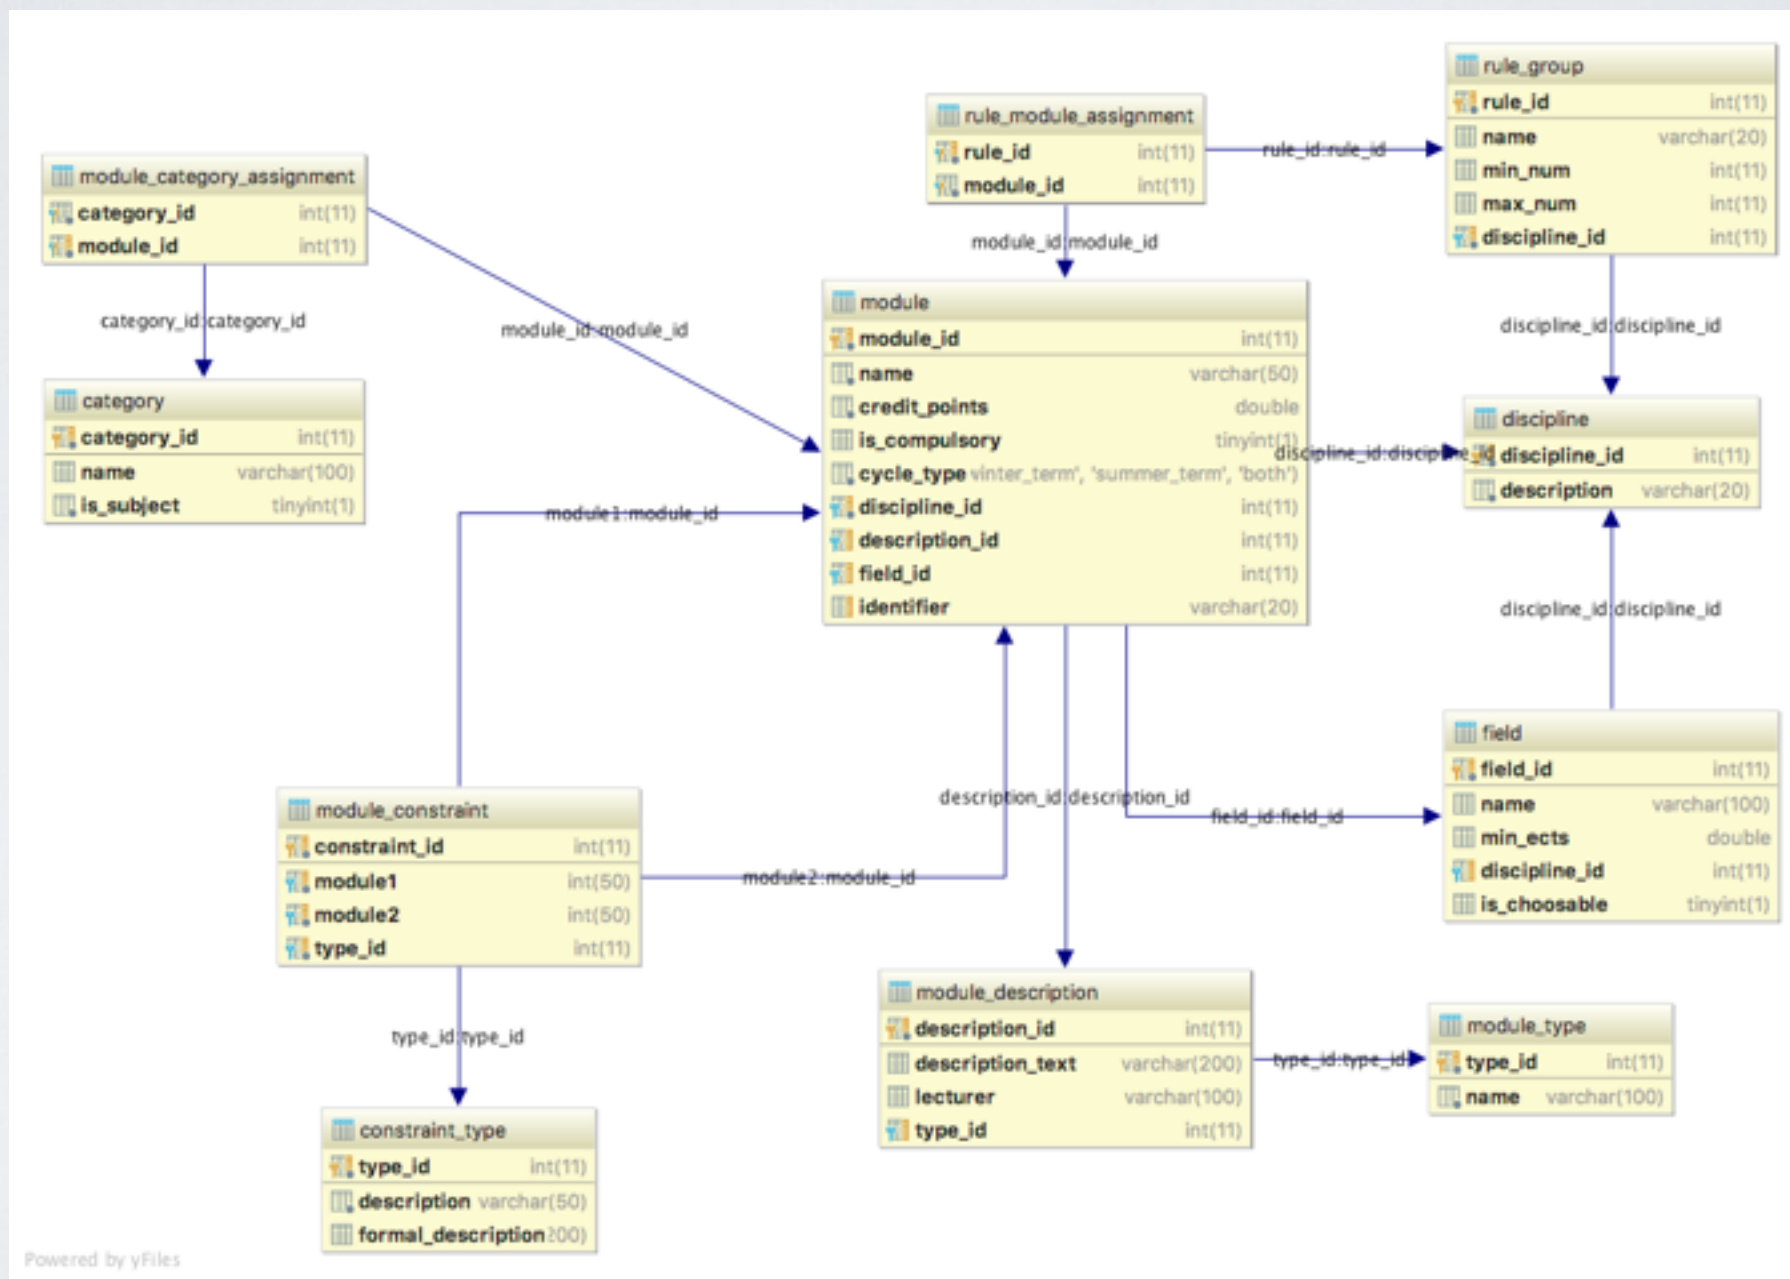 rule_group
rule_id int(11)
name varchar(20)
min_num int(11)
max_num int(11)
discipline_id int(11)
rule_module_assignment
rule_id int(11)
module_id int(11)
rule_id:rule_id
module_category_assignment
category_id int(11)
module_id int(11)
module_id:module_id
category_id:category_id
module_id:module_id
discipline_id:discipline_id
module
module_id int(11)
name varchar(50)
credit_points double
is_compulsory tinyint(1)
cycle_type 'summer_term', 'both')
discipline_id int(11)
description_id int(11)
field_id int(11)
identifier varchar(20)
category
category_id int(11)
name varchar(100)
is_subject tinyint(1)
discipline_id:discipline_id
discipline
discipline_id int(11)
description varchar(20)
module1:module_id
discipline_id:discipline_id
field
field_id int(11)
name varchar(100)
min_ects double
discipline_id int(11)
is_choosable tinyint(1)
module_constraint
constraint_id int(11)
module1 int(50)
module2 int(50)
type_id int(11)
description_id:description_id
field_id:field_id
module2:module_id
type_id:type_id
module_description
description_id int(11)
description_text varchar(200)
lecturer varchar(100)
type_id int(11)
type_id:type_id
module_type
type_id int(11)
name varchar(100)
constraint_type
type_id int(11)
description varchar(50)
formal_description 200)
Powered by yFiles